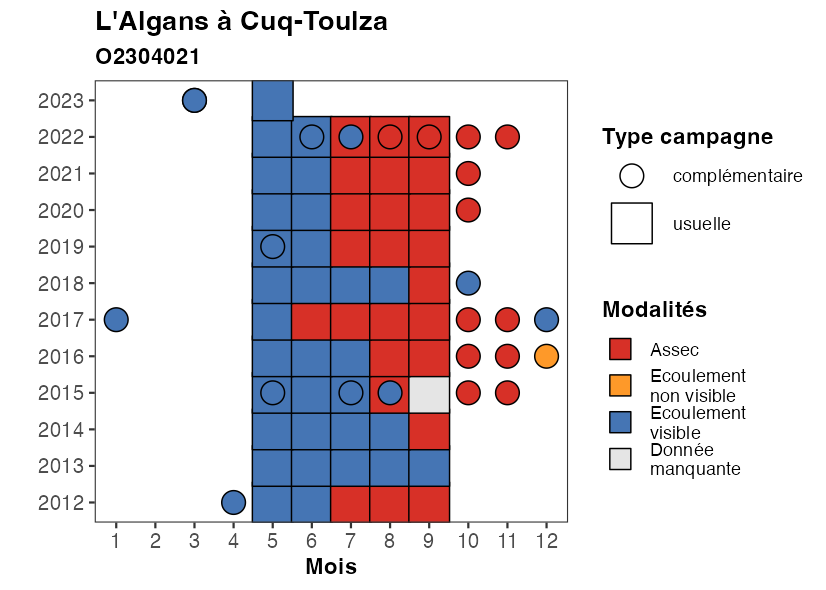 L'Algans à Cuq-Toulza
O2304021
2023
2022
2021
2020
2019
2018
2017
2016
2015
2014
2013
2012
1 2 3 4 5 6 7 8 9 10 11 12
Mois
Type campagne
complémentaire
usuelle
Modalités
Assec
Ecoulement
non visible
Ecoulement
visible
Donnée
manquante